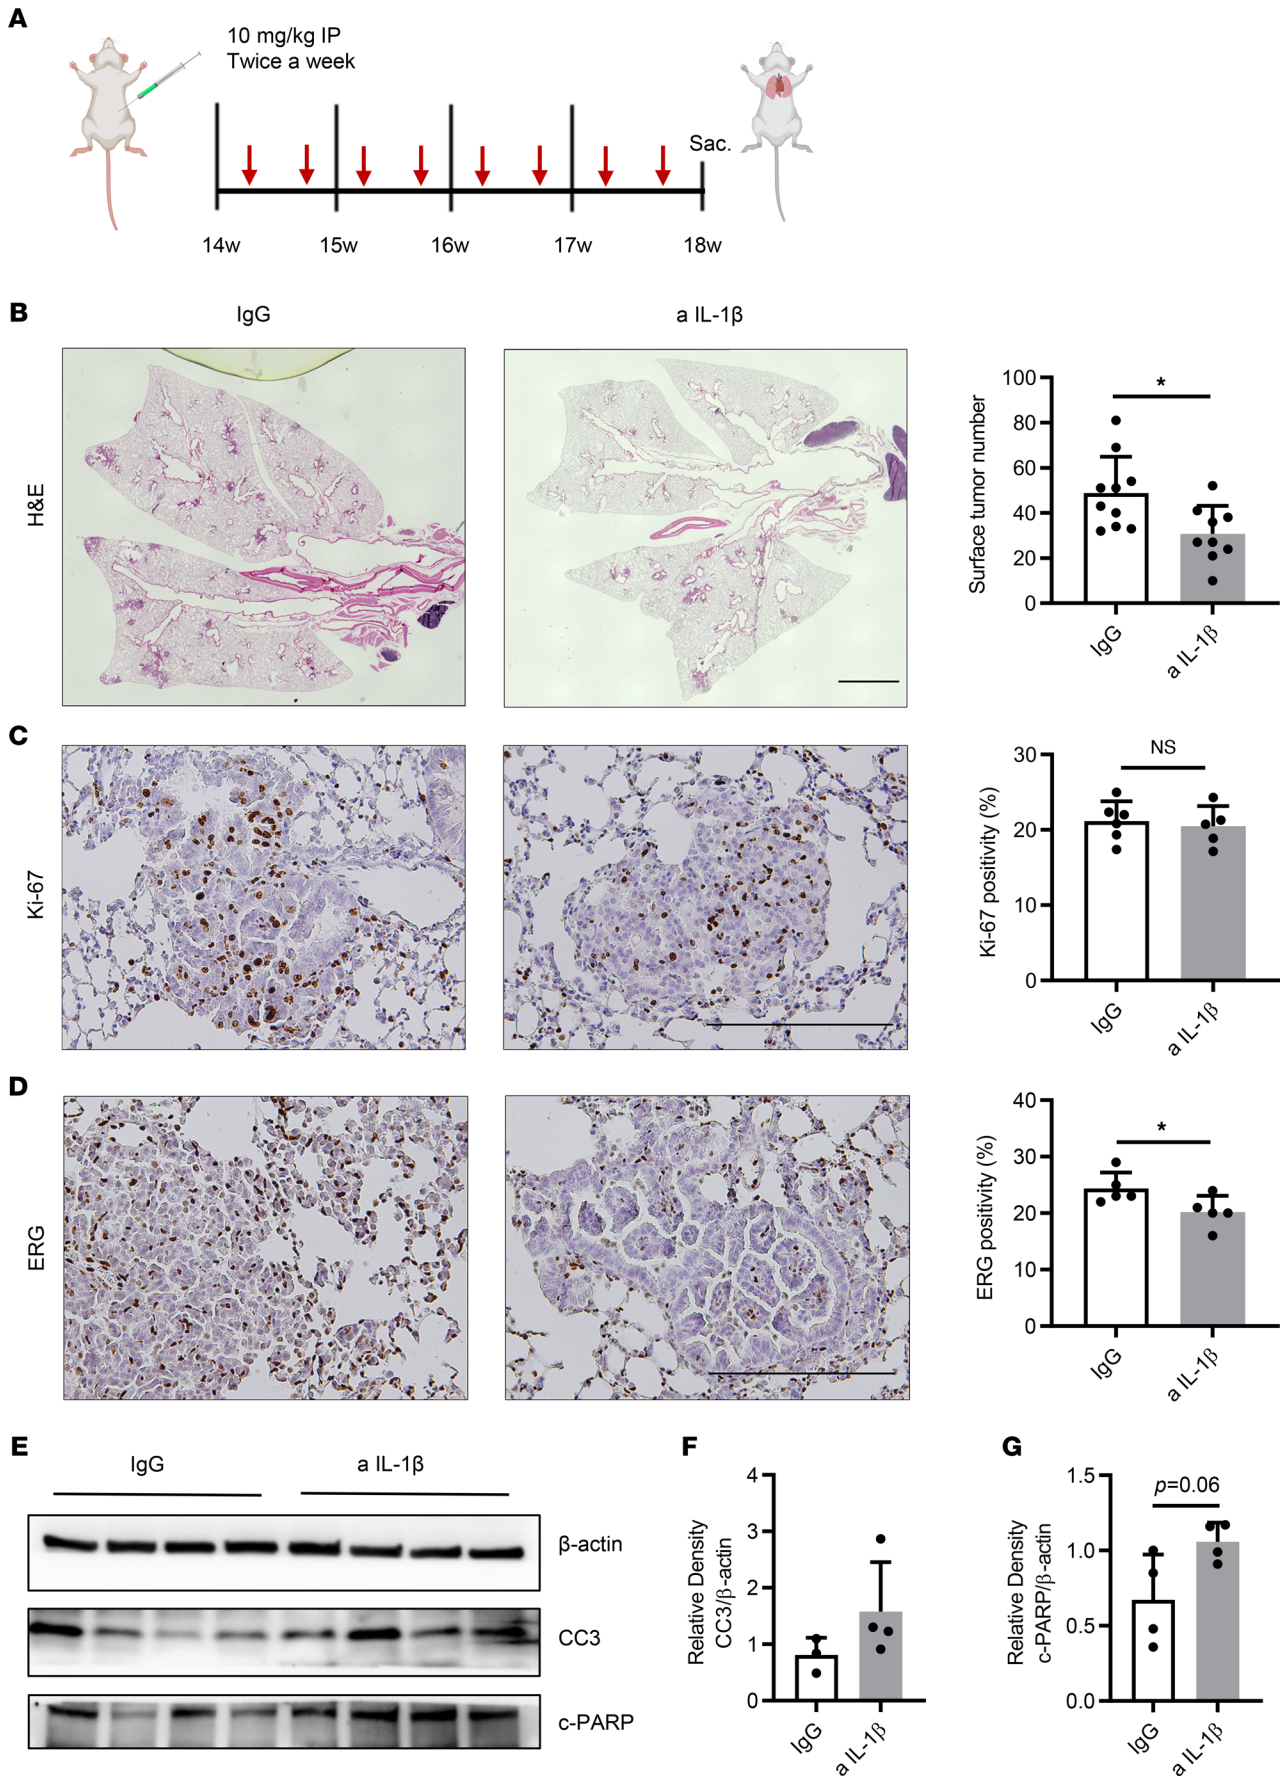 A
10 mg/kg IP
Twice a week
Sac.
14w 15w 16w 17w 18w
B
IgG
a IL-1β
H&E
Surface tumor number
100
80
60
40
20
0
*
IgG
a IL-1β
C
Ki-67
Ki-67 positivity (%)
30
20
10
0
NS
IgG
a IL-1β
D
ERG
ERG positivity (%)
40
30
20
10
0
*
IgG
a IL-1β
E
IgG
a IL-1β
β-actin
CC3
c-PARP
F
Relative Density
CC3/β-actin
4
3
2
1
0
IgG
a IL-1β
G
Relative Density
c-PARP/β-actin
1.5
1.0
0.5
0.0
p=0.06
IgG
a IL-1β